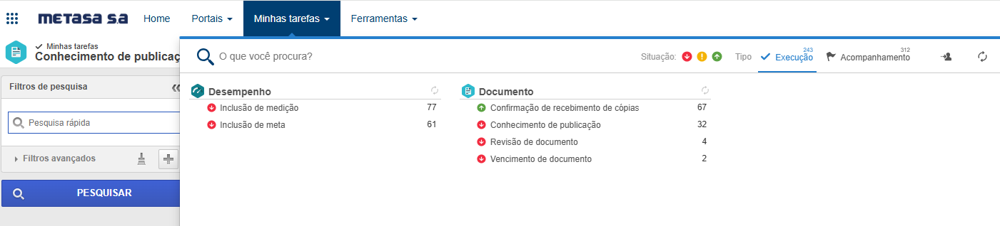 METASA S.A Home Portais Minhas tarefas Ferramentas
Minhas tarefas
Conhecimento de publicaç
O que você procura?
Situação: Tipo Execução 243 Acompanhamento 312
Filtros de pesquisa
Pesquisa rápida
Filtros avançados
PESQUISAR
Desempenho
Inclusão de medição 77
Inclusão de meta 61
Documento
Confirmação de recebimento de cópias 67
Conhecimento de publicação 32
Revisão de documento 4
Vencimento de documento 2